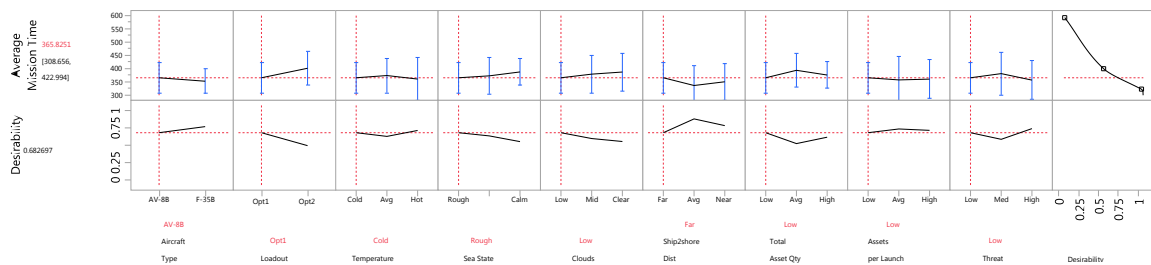 Average
Mission Time
365.8251
[308.656,
422.994]
600
550
500
450
400
350
300
Desirability
0.682697
0 0.25 0.75 1
AV-8B F-35B Opt1 Opt2 Cold Avg Hot Rough Calm Low Mid Clear Far Avg Near Low Avg High Low Avg High Low Med High 0 0.25 0.5 0.75 1
AV-8B Far Low Low
Aircraft Opt1 Cold Rough Low Ship2shore Total Assets Low
Type Loadout Temperature Sea State Clouds Dist Asset Qty per Launch Threat Desirability